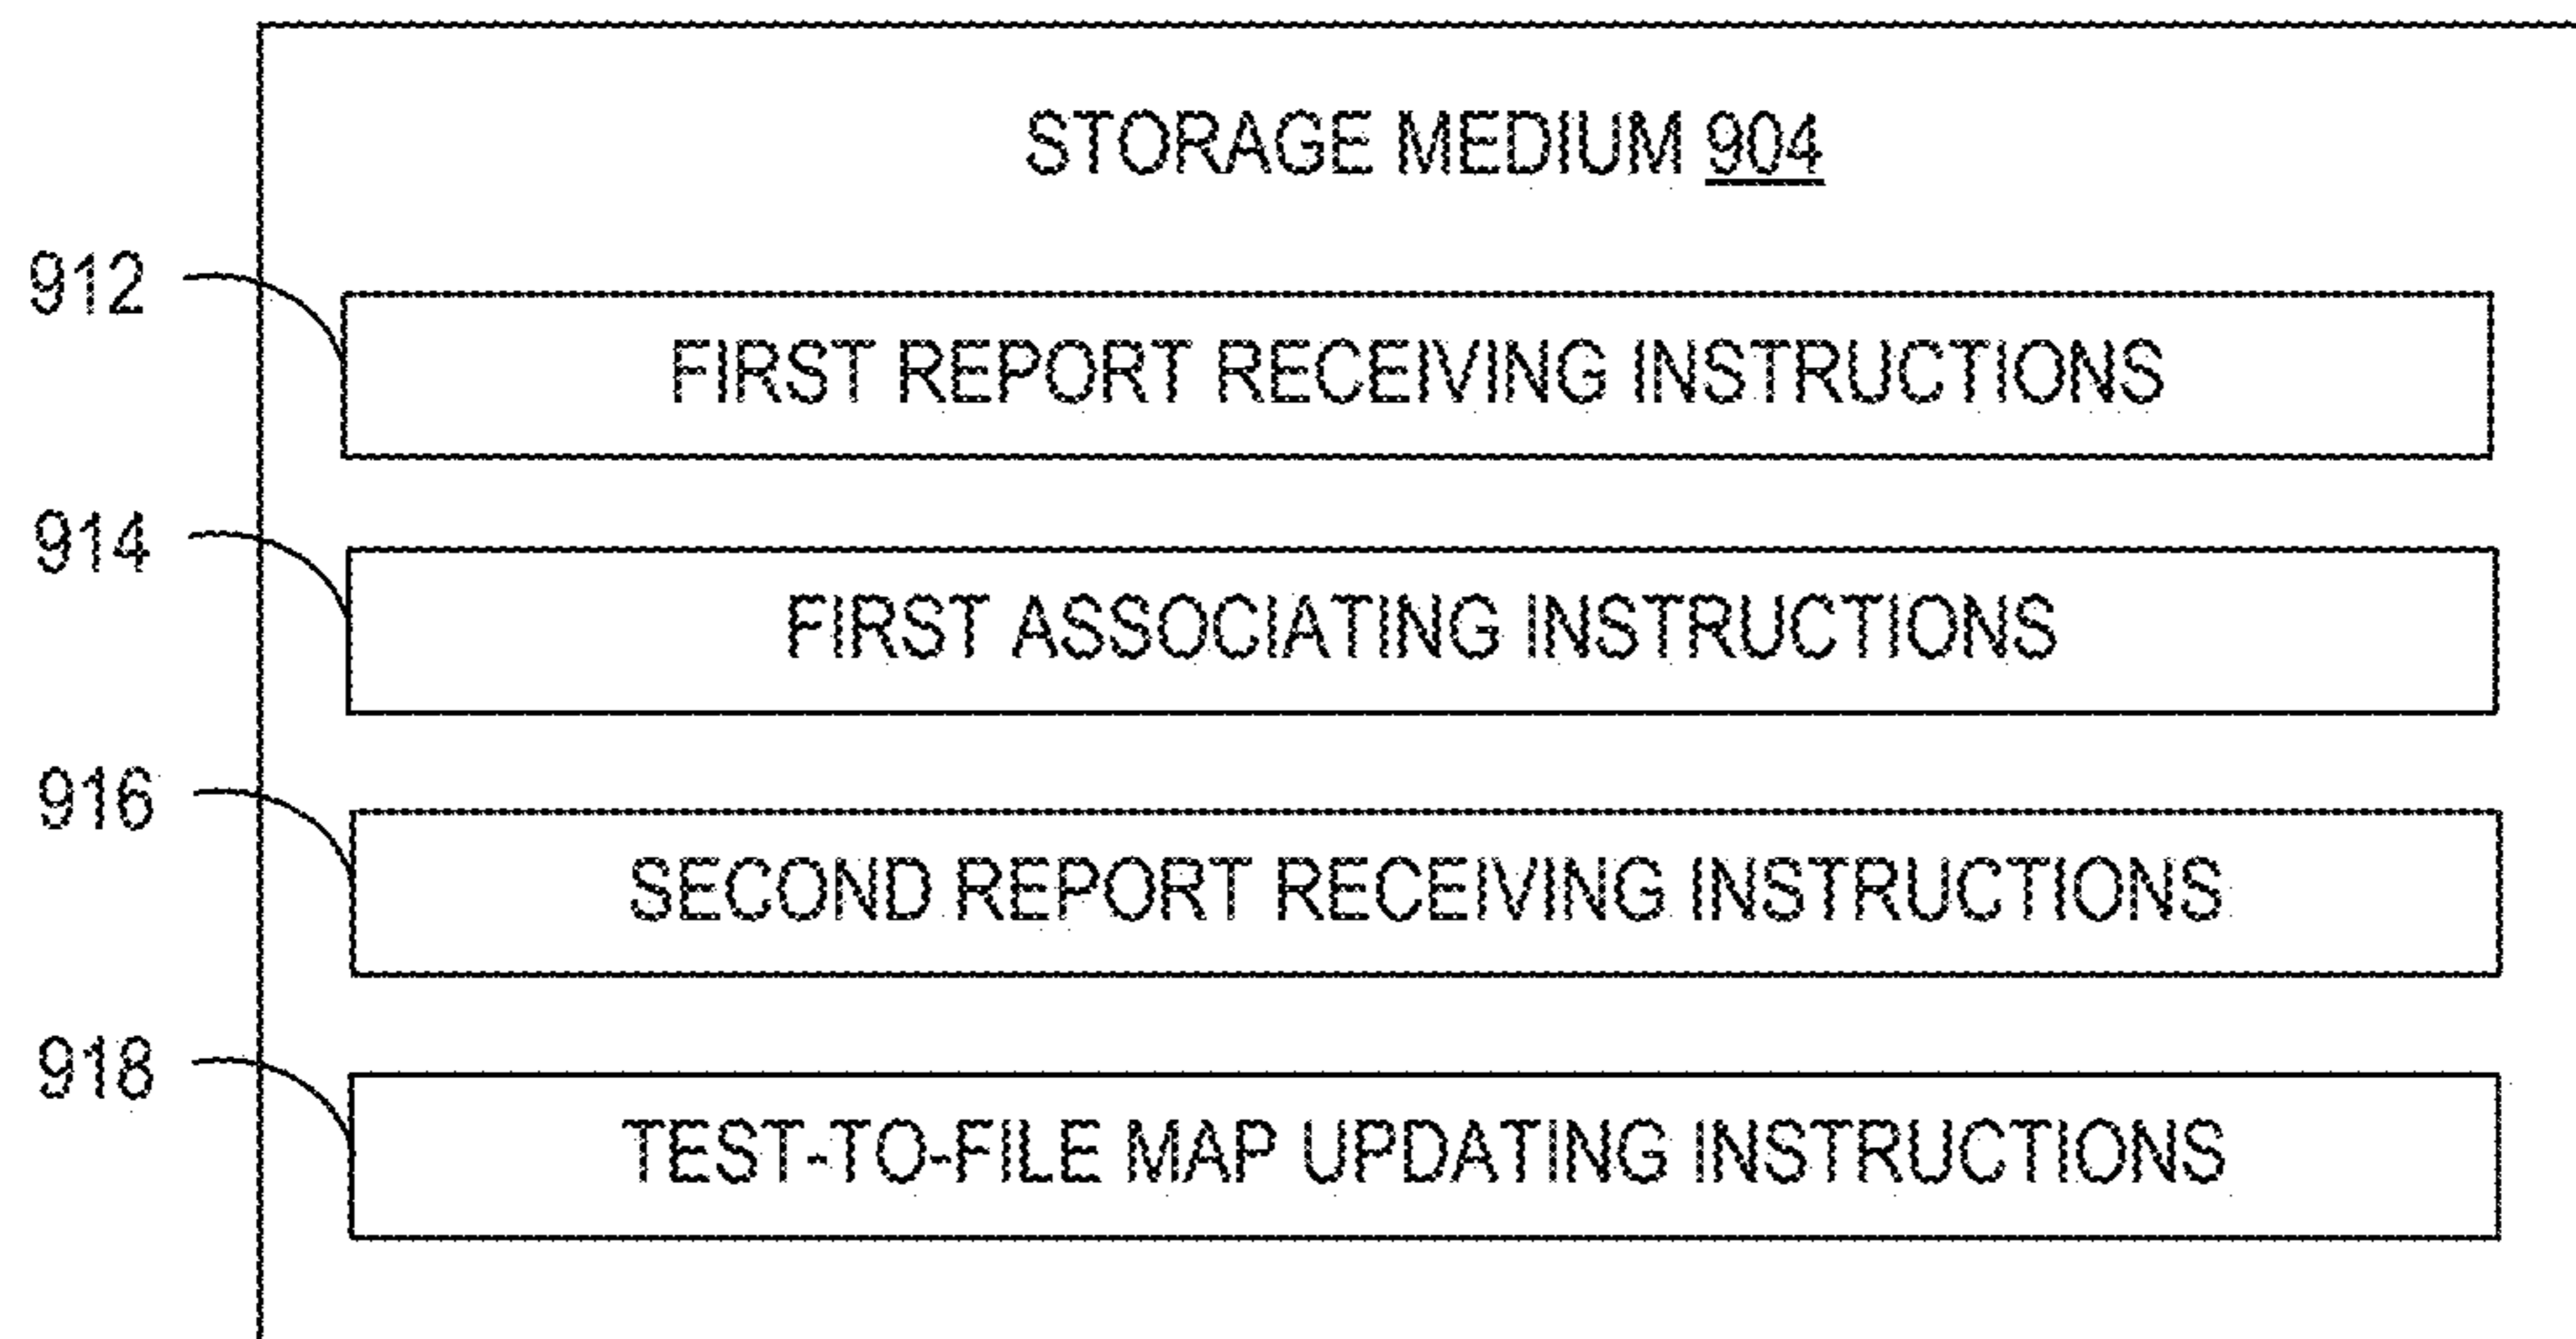 STORAGE MEDIUM 904
912
FIRST REPORT RECEIVING INSTRUCTIONS
914
FIRST ASSOCIATING INSTRUCTIONS
916
SECOND REPORT RECEIVING INSTRUCTIONS
918
TEST-TO-FILE MAP UPDATING INSTRUCTIONS